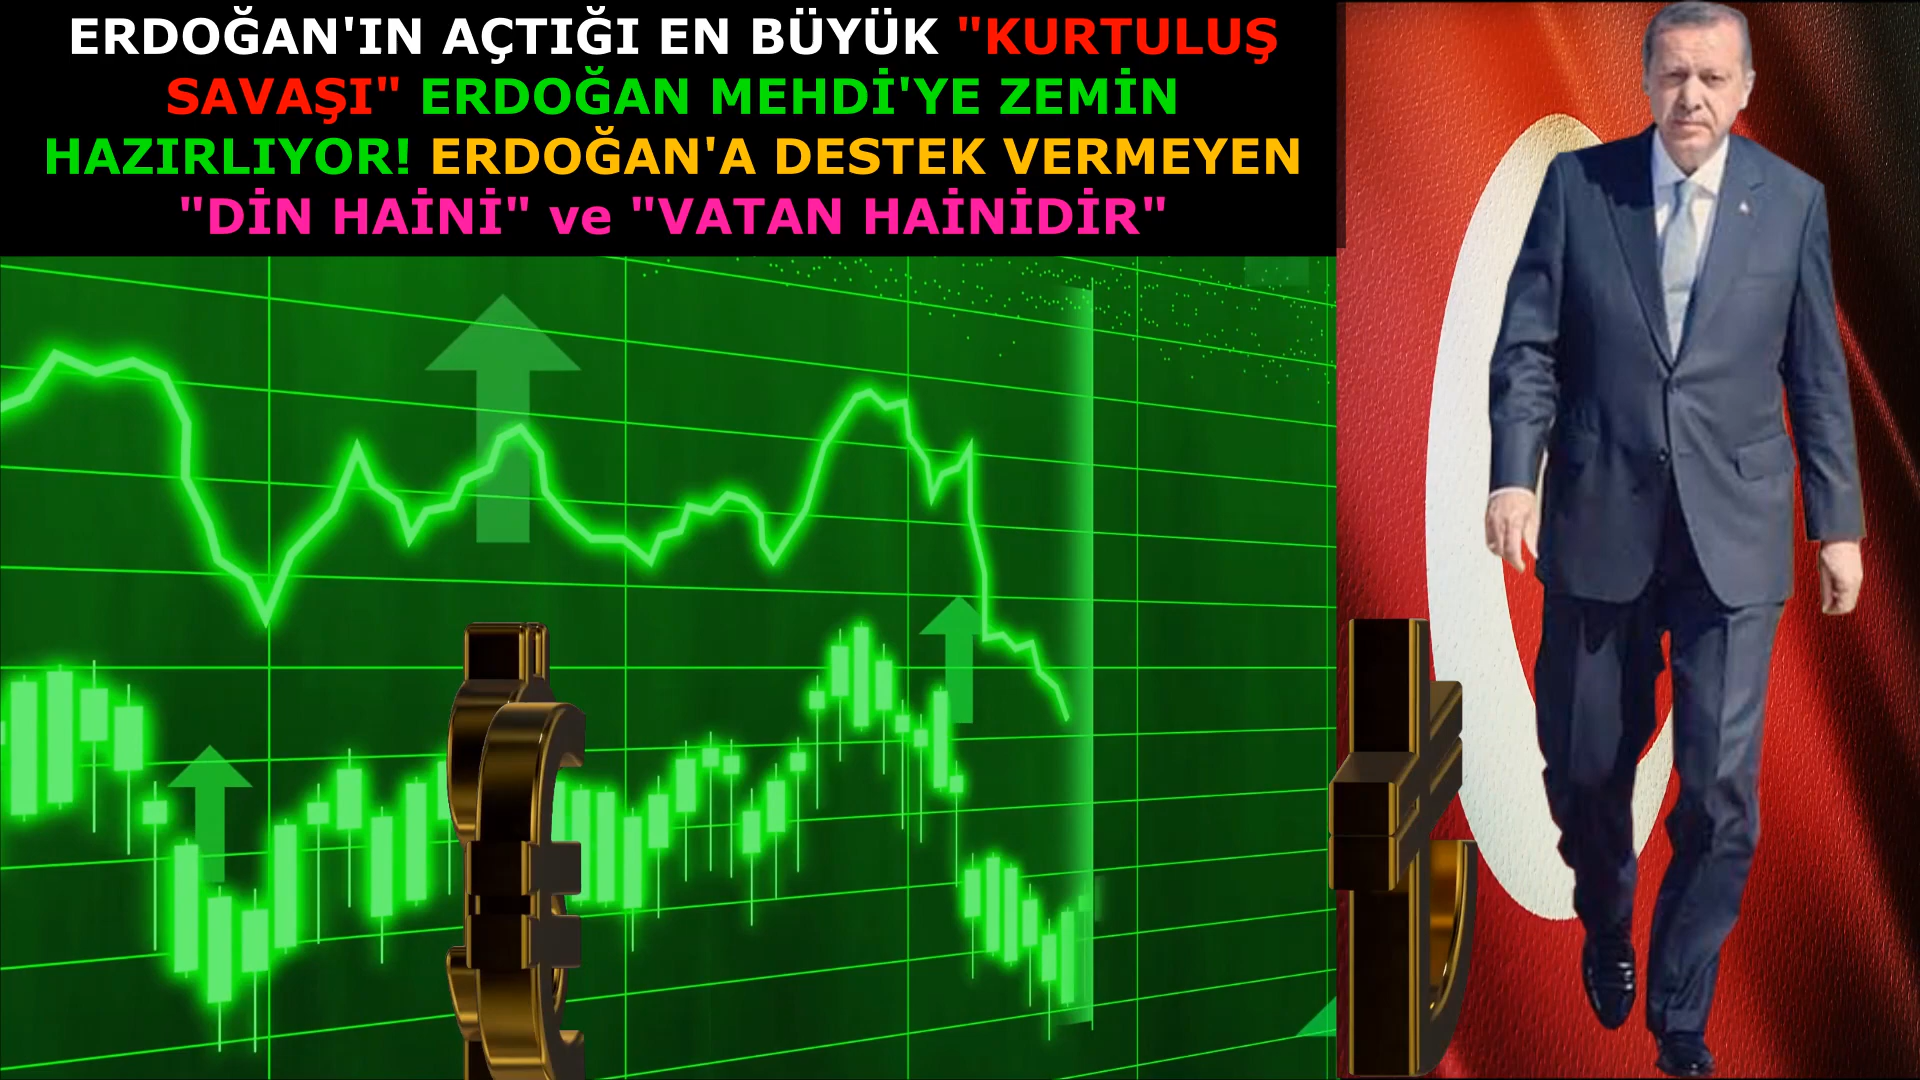 ERDOĞAN'IN AÇTIĞI EN BÜYÜK "KURTULUŞ
SAVAŞI" ERDOĞAN MEHDİ'YE ZEMİN
HAZIRLIYOR! ERDOĞAN'A DESTEK VERMEYEN
"DİN HAİNİ" ve "VATAN HAİNİDİR"